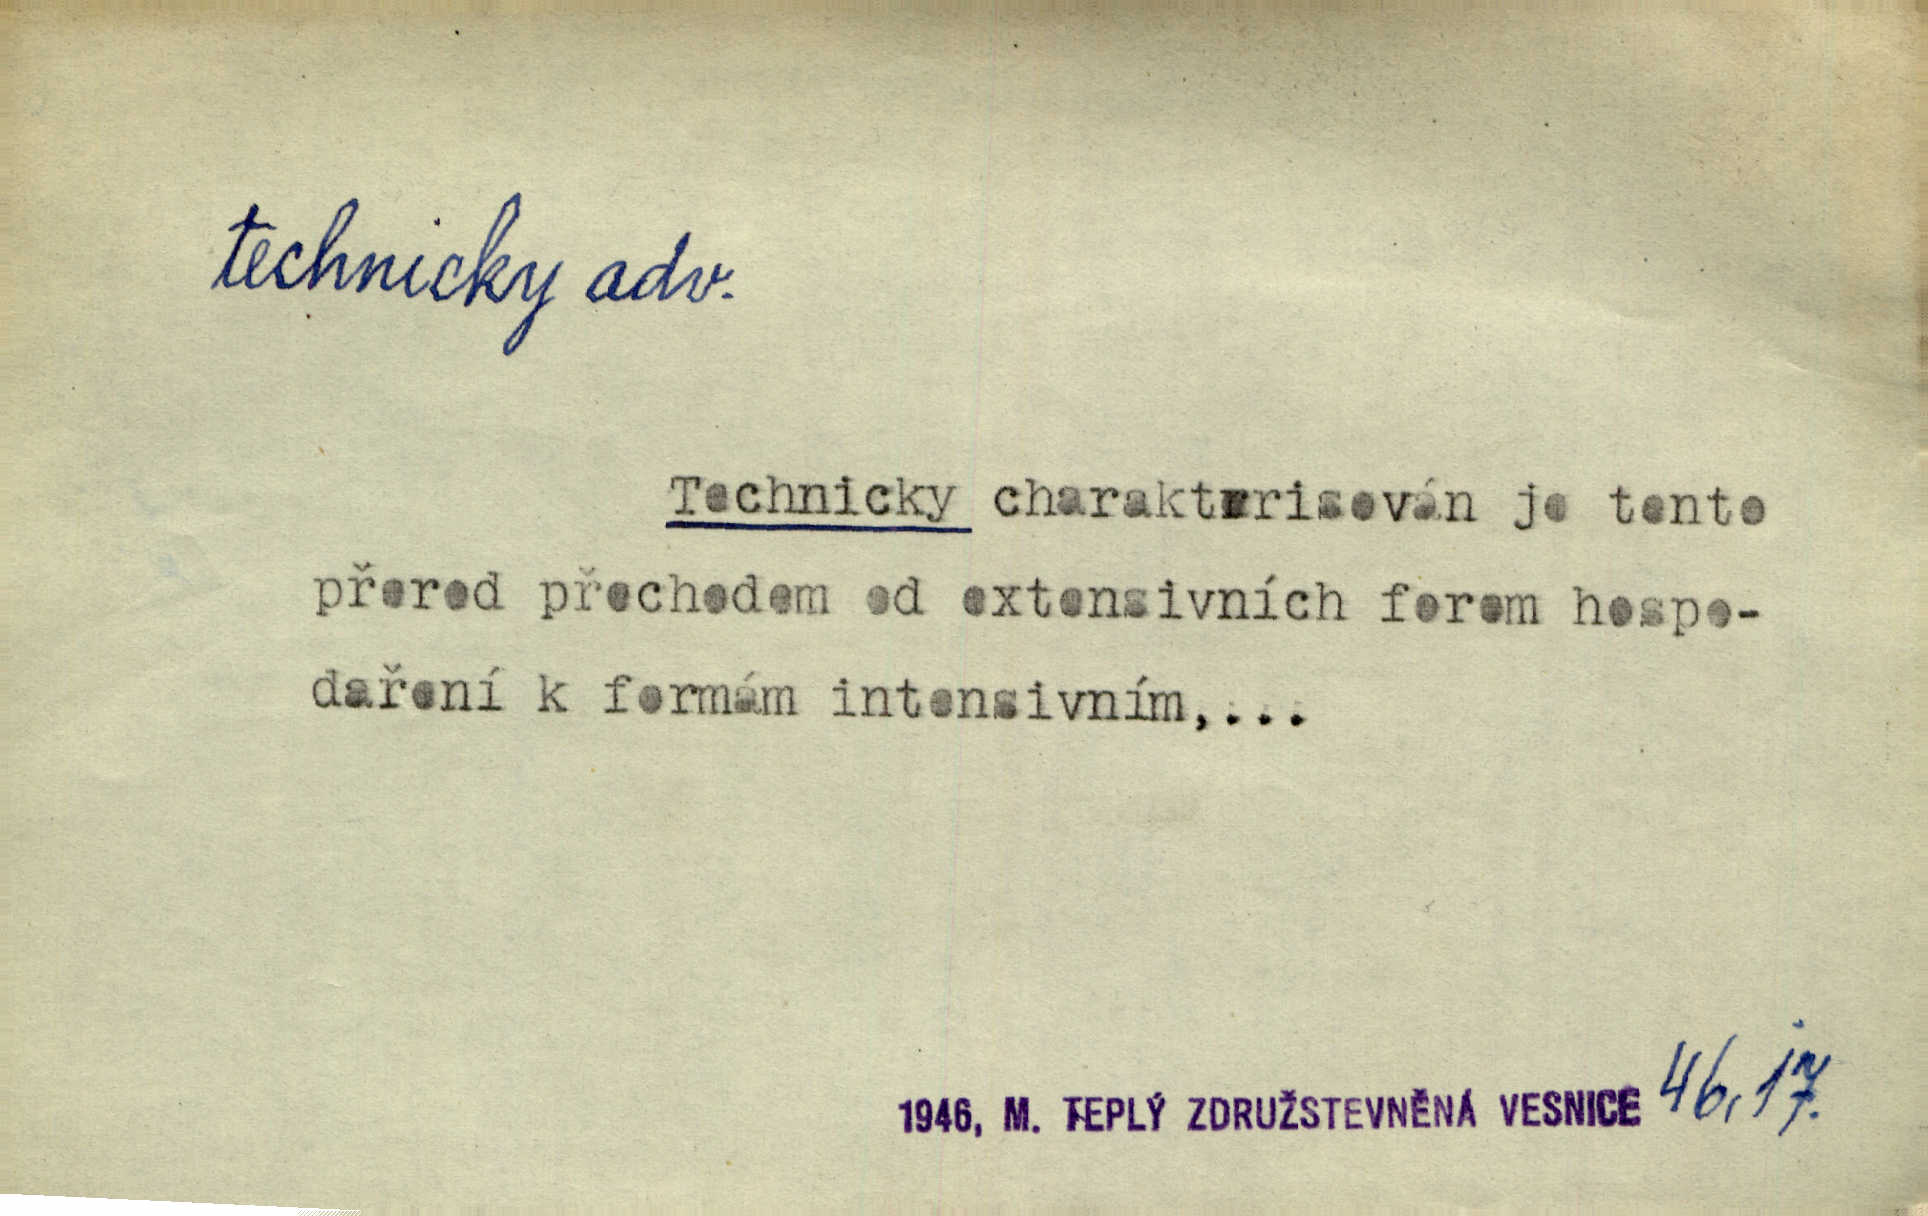 technicky adv.
Technicky charakterisován je tento
přerod přechodem od extensivních forem hospo-
daření k formám intensivním,...
1946, M. TEPLÝ ZDRUŽSTEVNĚNÁ VESNICE 46, 17.